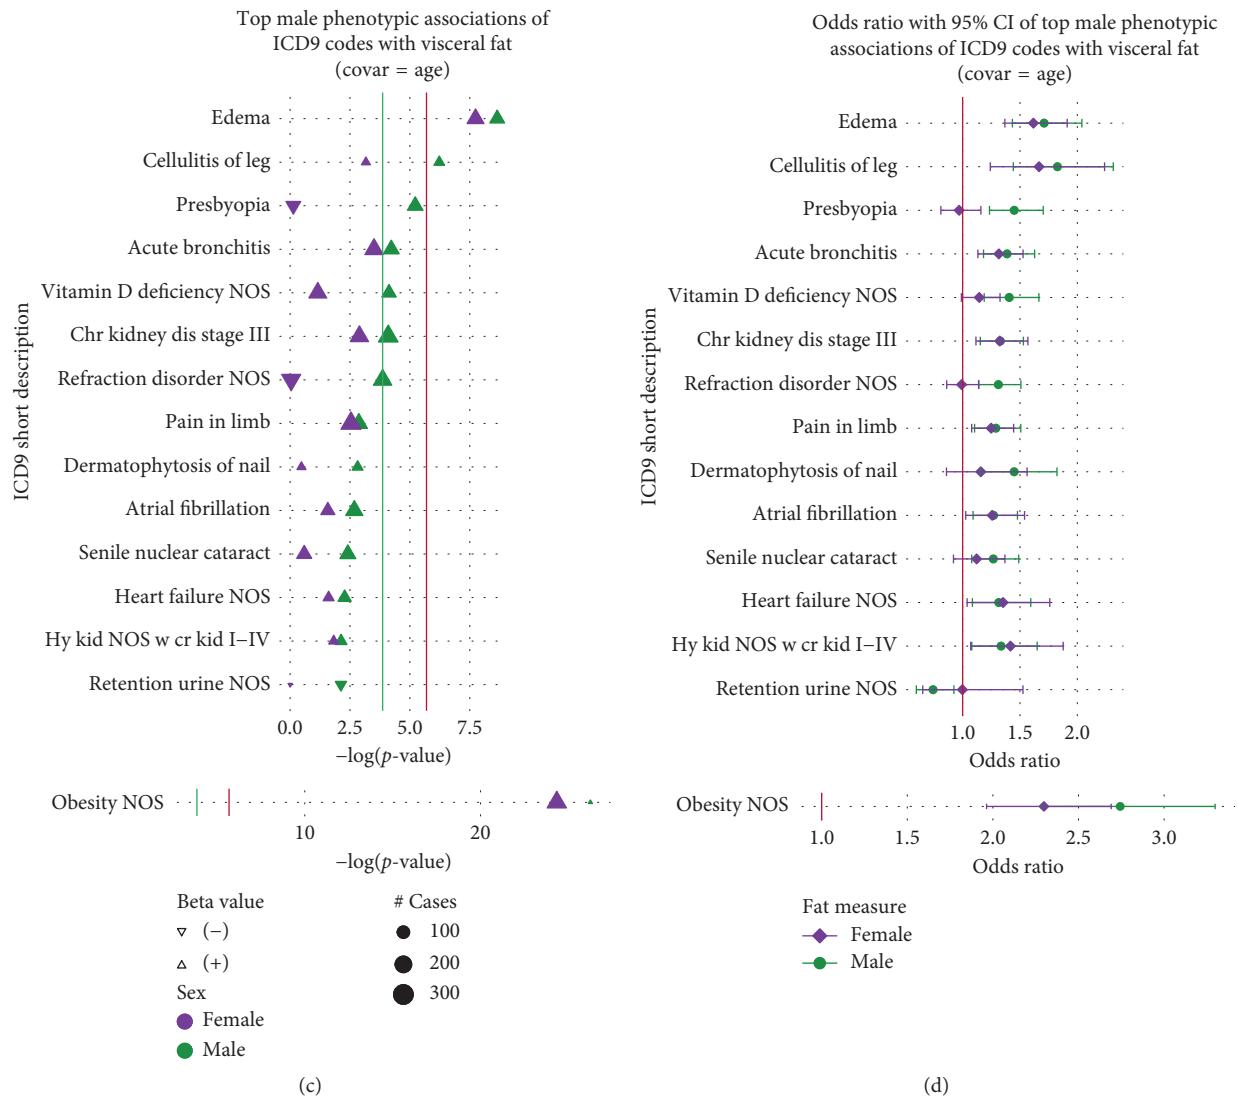 Top male phenotypic associations of
ICD9 codes with visceral fat
(covar = age)
ICD9 short description
Edema
Cellulitis of leg
Presbyopia
Acute bronchitis
Vitamin D deficiency NOS
Chr kidney dis stage III
Refraction disorder NOS
Pain in limb
Dermatophytosis of nail
Atrial fibrillation
Senile nuclear cataract
Heart failure NOS
Hy kid NOS w cr kid I−IV
Retention urine NOS
0.0 2.5 5.0 7.5
−log(p-value)
Obesity NOS
10 20
−log(p-value)
Beta value
(−)
(+)
Sex
Female
Male
# Cases
100
200
300
(c)
Odds ratio with 95% CI of top male phenotypic
associations of ICD9 codes with visceral fat
(covar = age)
ICD9 short description
Edema
Cellulitis of leg
Presbyopia
Acute bronchitis
Vitamin D deficiency NOS
Chr kidney dis stage III
Refraction disorder NOS
Pain in limb
Dermatophytosis of nail
Atrial fibrillation
Senile nuclear cataract
Heart failure NOS
Hy kid NOS w cr kid I−IV
Retention urine NOS
1.0 1.5 2.0
Odds ratio
Obesity NOS
1.0 1.5 2.0 2.5 3.0
Odds ratio
Fat measure
Female
Male
(d)